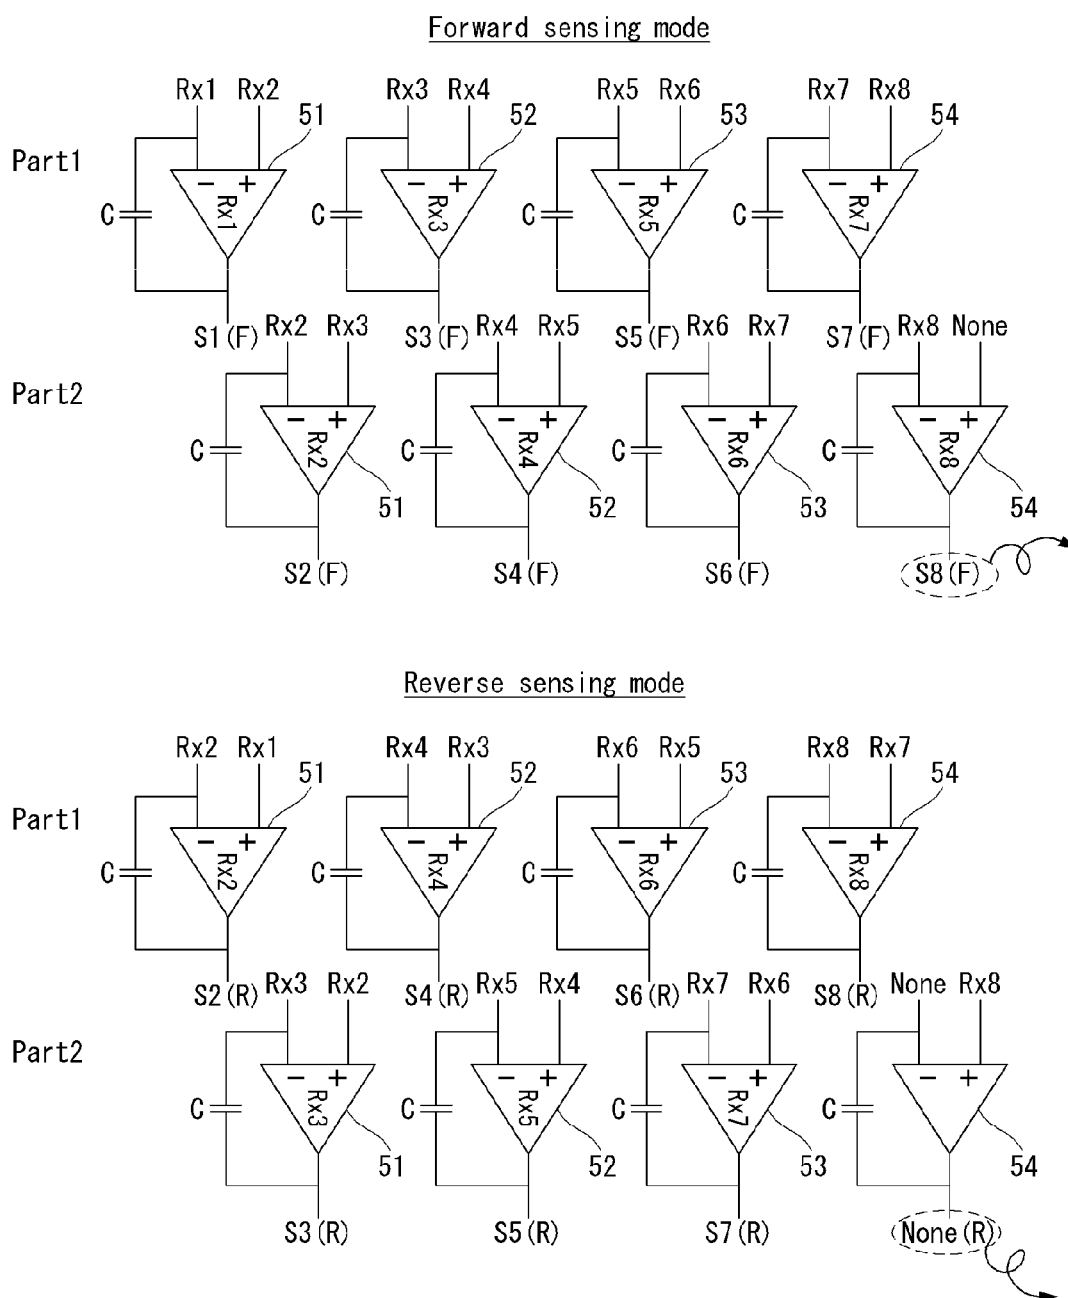 Forward sensing mode
Rx1 Rx2 51 Rx3 Rx4 52 Rx5 Rx6 53 Rx7 Rx8 54
Part1
− + − + − + − +
C Rx1 C Rx3 C Rx5 C Rx7
S1(F) S3(F) S5(F) S7(F)
Rx2 Rx3 Rx4 Rx5 Rx6 Rx7 Rx8 None
Part2
− + − + − + − +
C Rx2 C Rx4 C Rx6 C Rx8
51 52 53 54
S2(F) S4(F) S6(F) S8(F)
Reverse sensing mode
Rx2 Rx1 51 Rx4 Rx3 52 Rx6 Rx5 53 Rx8 Rx7 54
Part1
− + − + − + − +
C Rx2 C Rx4 C Rx6 C Rx8
S2(R) S4(R) S6(R) S8(R)
Rx3 Rx2 Rx5 Rx4 Rx7 Rx6 None Rx8
Part2
− + − + − + − +
C Rx3 C Rx5 C Rx7 C
51 52 53 54
S3(R) S5(R) S7(R) None(R)